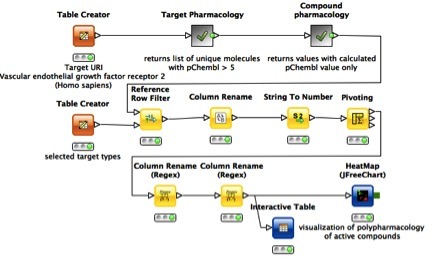 Table Creator
Target Pharmacology
Compound
pharmacology
Target URI
Vascular endothelial growth factor receptor 2
(Homo sapiens)
returns list of unique molecules
with pChembl > 5
returns values with calculated
pChembl value only
Table Creator
selected target types
Reference
Row Filter
Column Rename
String To Number
S2
Pivoting
Column Rename
(Regex)
Column Rename
(Regex)
HeatMap
(JFreeChart)
Interactive Table
visualization of polypharmacology
of active compounds